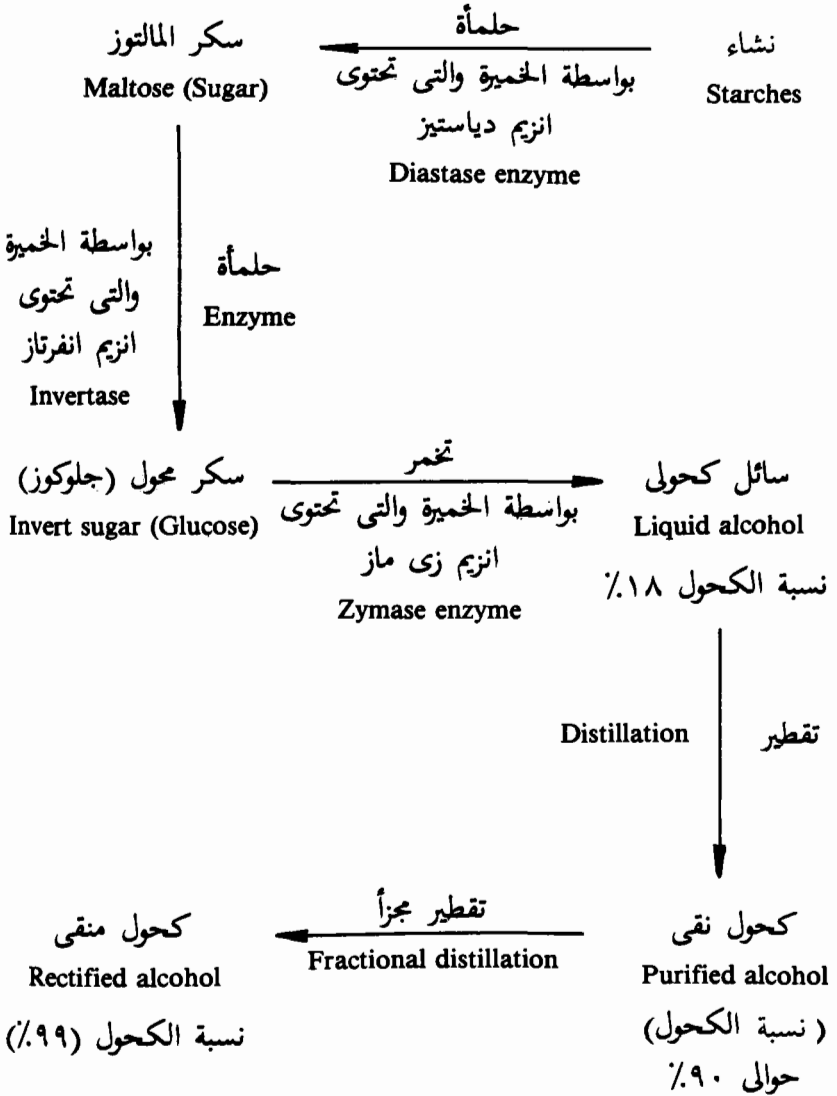 نشاء
Starches
حلمأة
بواسطة الخميرة والتى تحتوى
انزيم دياستيز
Diastase enzyme
سكر المالتوز
Maltose (Sugar)
بواسطة الخميرة
والتى تحتوى
انزيم انفرتاز
Invertase
حلمأة
Enzyme
سكر محول (جلوكوز)
Invert sugar (Glucose)
تخمر
بواسطة الخميرة والتى تحتوى
انزيم زى ماز
Zymase enzyme
سائل كحولى
Liquid alcohol
نسبة الكحول ١٨٪
Distillation
تقطير
كحول نقى
Purified alcohol
(نسبة الكحول)
حوالى ٩٠٪
تقطير مجزأ
Fractional distillation
كحول منقى
Rectified alcohol
نسبة الكحول (٩٩٪)